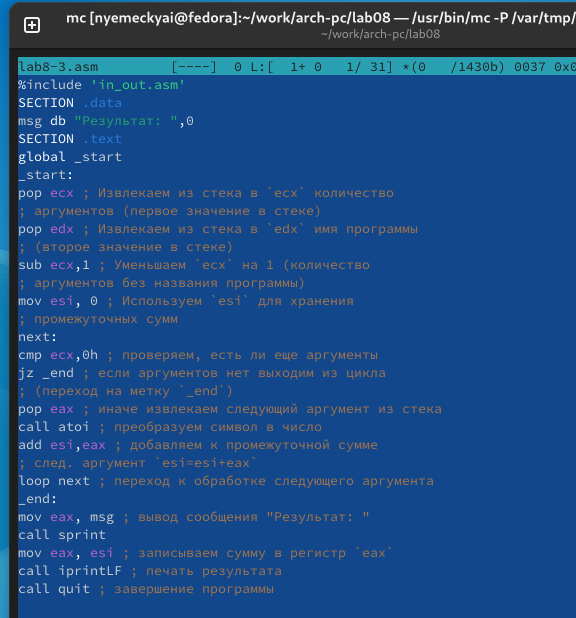 mc [nyemeckyai@fedora]:~/work/arch-pc/lab08 — /usr/bin/mc -P /var/tmp/
~/work/arch-pc/lab08
lab8-3.asm [----] 0 L:[ 1+ 0 1/ 31] *(0 /1430b) 0037 0x0
%include 'in_out.asm'
SECTION .data
msg db "Результат: ",0
SECTION .text
global _start
_start:
pop ecx ; Извлекаем из стека в `ecx` количество
; аргументов (первое значение в стеке)
pop edx ; Извлекаем из стека в `edx` имя программы
; (второе значение в стеке)
sub ecx,1 ; Уменьшаем `ecx` на 1 (количество
; аргументов без названия программы)
mov esi, 0 ; Используем `esi` для хранения
; промежуточных сумм
next:
cmp ecx,0h ; проверяем, есть ли еще аргументы
jz _end ; если аргументов нет выходим из цикла
; (переход на метку `_end`)
pop eax ; иначе извлекаем следующий аргумент из стека
call atoi ; преобразуем символ в число
add esi,eax ; добавляем к промежуточной сумме
; след. аргумент `esi=esi+eax`
loop next ; переход к обработке следующего аргумента
_end:
mov eax, msg ; вывод сообщения "Результат: "
call sprint
mov eax, esi ; записываем сумму в регистр `eax`
call iprintLF ; печать результата
call quit ; завершение программы